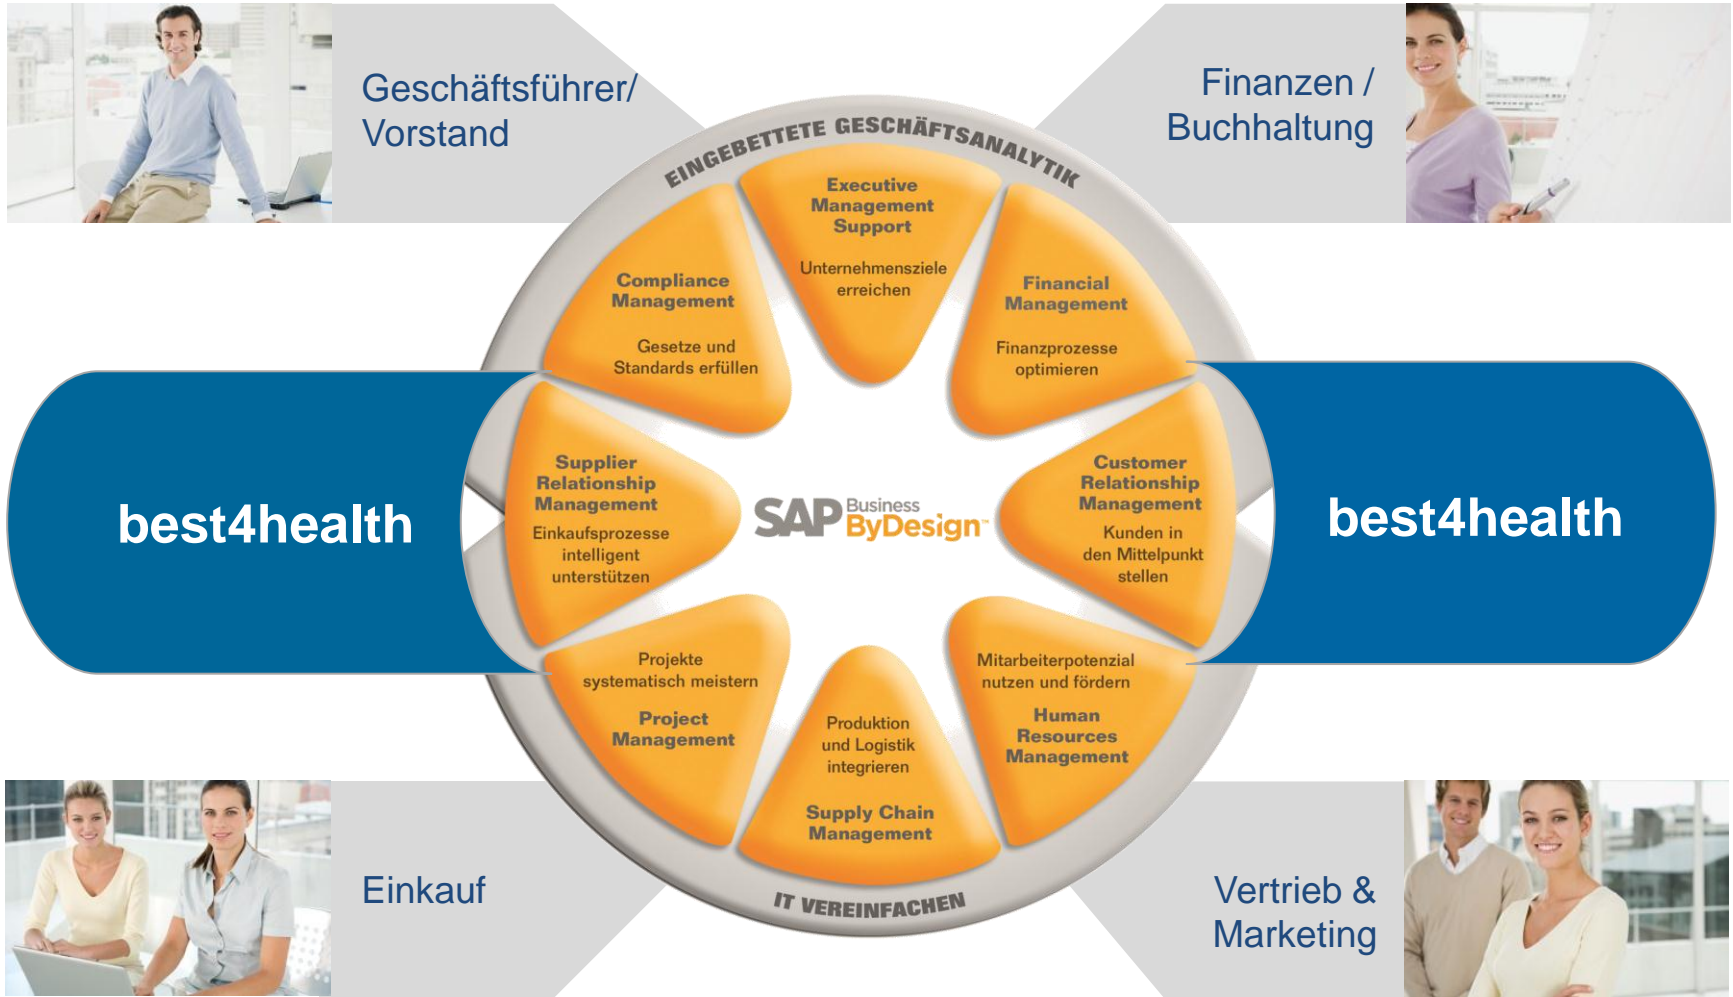 Geschäftsführer/
Vorstand
Finanzen /
Buchhaltung
EINGEBETTETE GESCHÄFTSANALYTIK
Executive
Management
Support
Unternehmensziele
erreichen
Compliance
Management
Gesetze und
Standards erfüllen
Financial
Management
Finanzprozesse
optimieren
best4health
Supplier
Relationship
Management
Einkaufsprozesse
intelligent
unterstützen
SAP Business
ByDesign™
Customer
Relationship
Management
Kunden in
den Mittelpunkt
stellen
best4health
Projekte
systematisch meistern
Project
Management
Produktion
und Logistik
integrieren
Supply Chain
Management
Mitarbeiterpotenzial
nutzen und fördern
Human
Resources
Management
IT VEREINFACHEN
Einkauf
Vertrieb &
Marketing